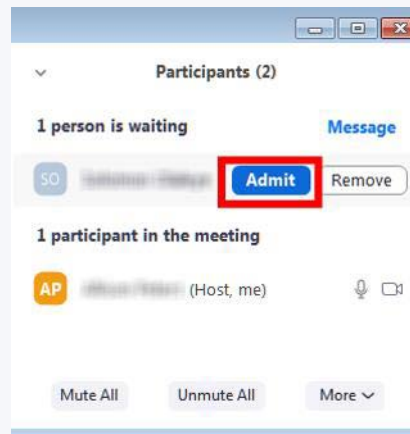 Participants (2)
1 person is waiting Message
SO Admit Remove
1 participant in the meeting
AP (Host, me)
Mute All Unmute All More